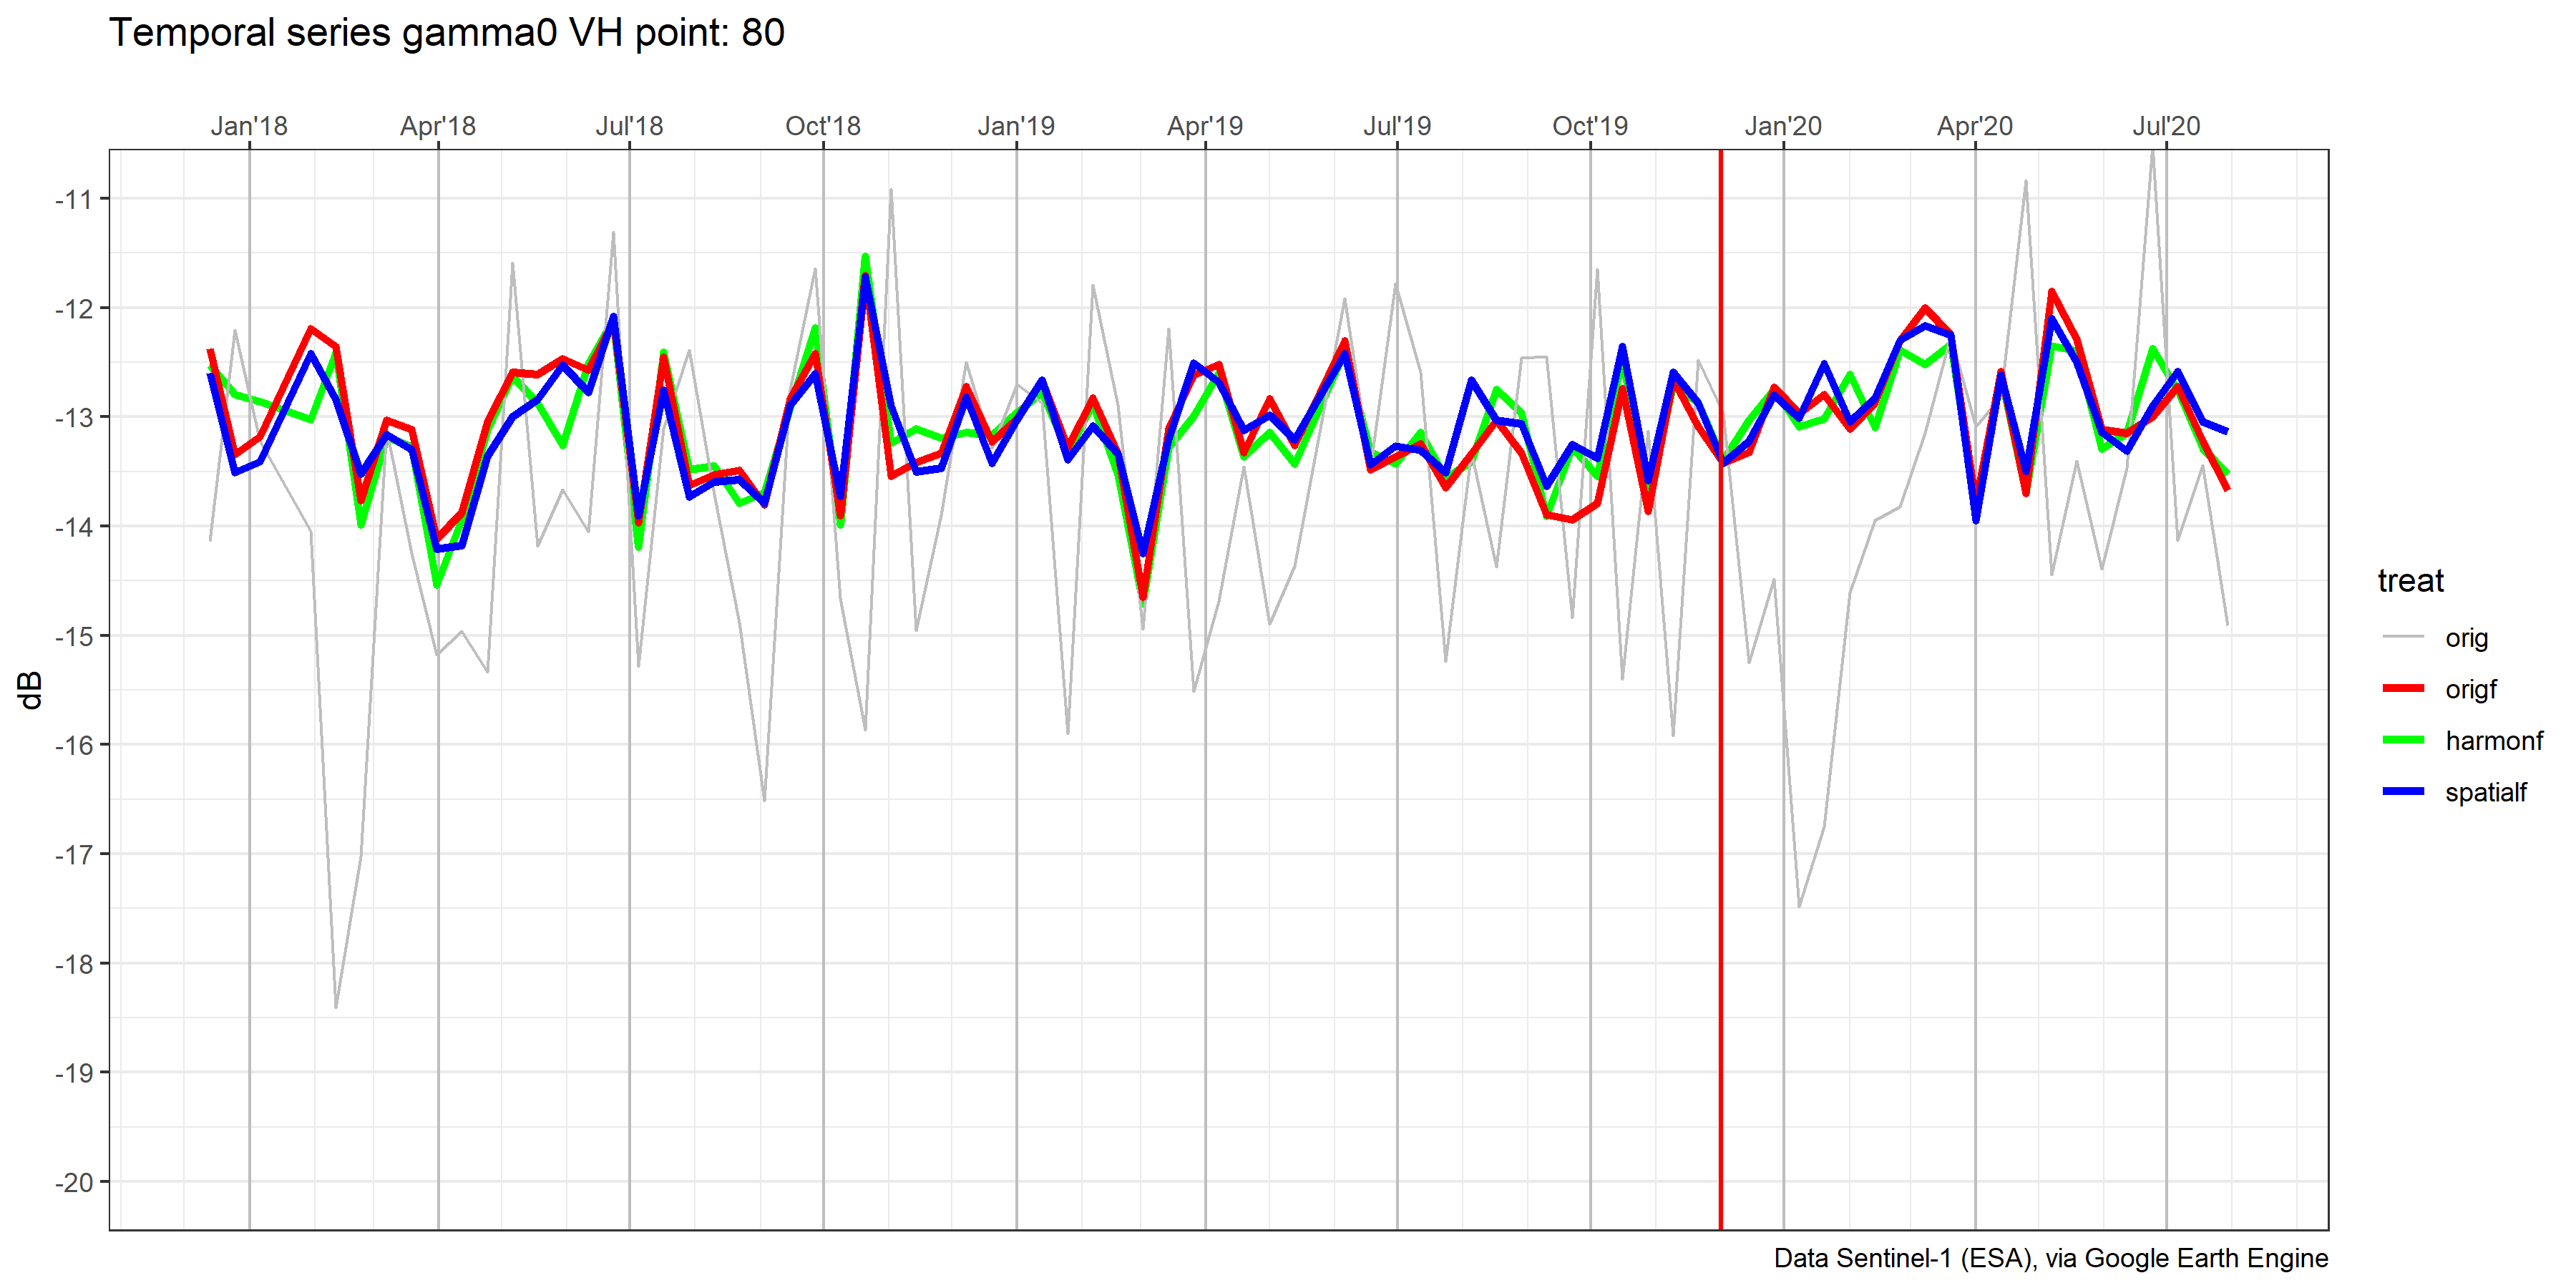 Temporal series gamma0 VH point: 80
Jan'18 Apr'18 Jul'18 Oct'18 Jan'19 Apr'19 Jul'19 Oct'19 Jan'20 Apr'20 Jul'20
-11
-12
-13
-14
-15
-16
-17
-18
-19
-20
dB
treat
orig
origf
harmonf
spatialf
Data Sentinel-1 (ESA), via Google Earth Engine